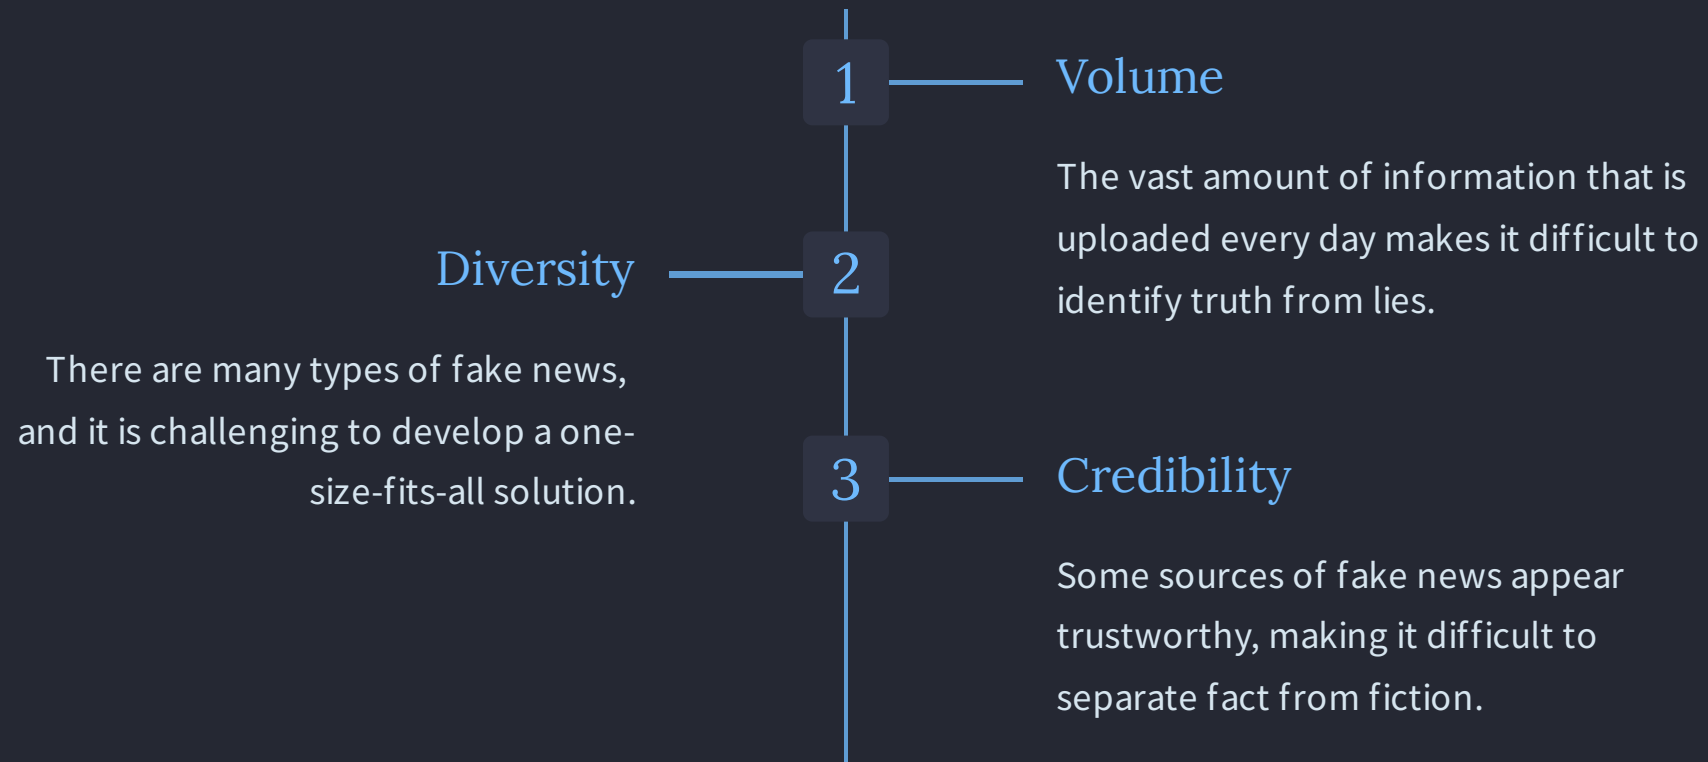 1
Volume
The vast amount of information that is
uploaded every day makes it difficult to
identify truth from lies.
2
Diversity
There are many types of fake news,
and it is challenging to develop a one-
size-fits-all solution.
3
Credibility
Some sources of fake news appear
trustworthy, making it difficult to
separate fact from fiction.